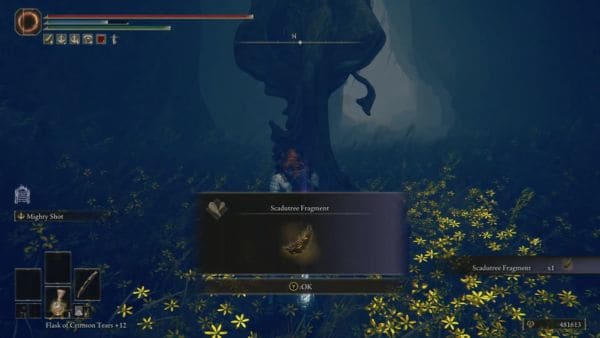 N
Mighty Shot
Scadutree Fragment
Y:OK
Scadutree Fragment x1
Flask of Crimson Tears +12
481613